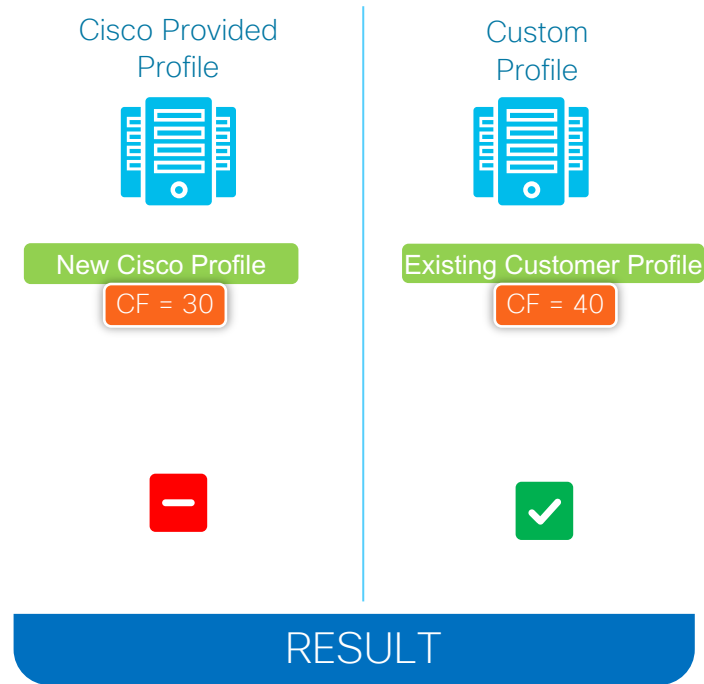 Cisco Provided
Profile
New Cisco Profile
CF = 30
Custom
Profile
Existing Customer Profile
CF = 40
RESULT